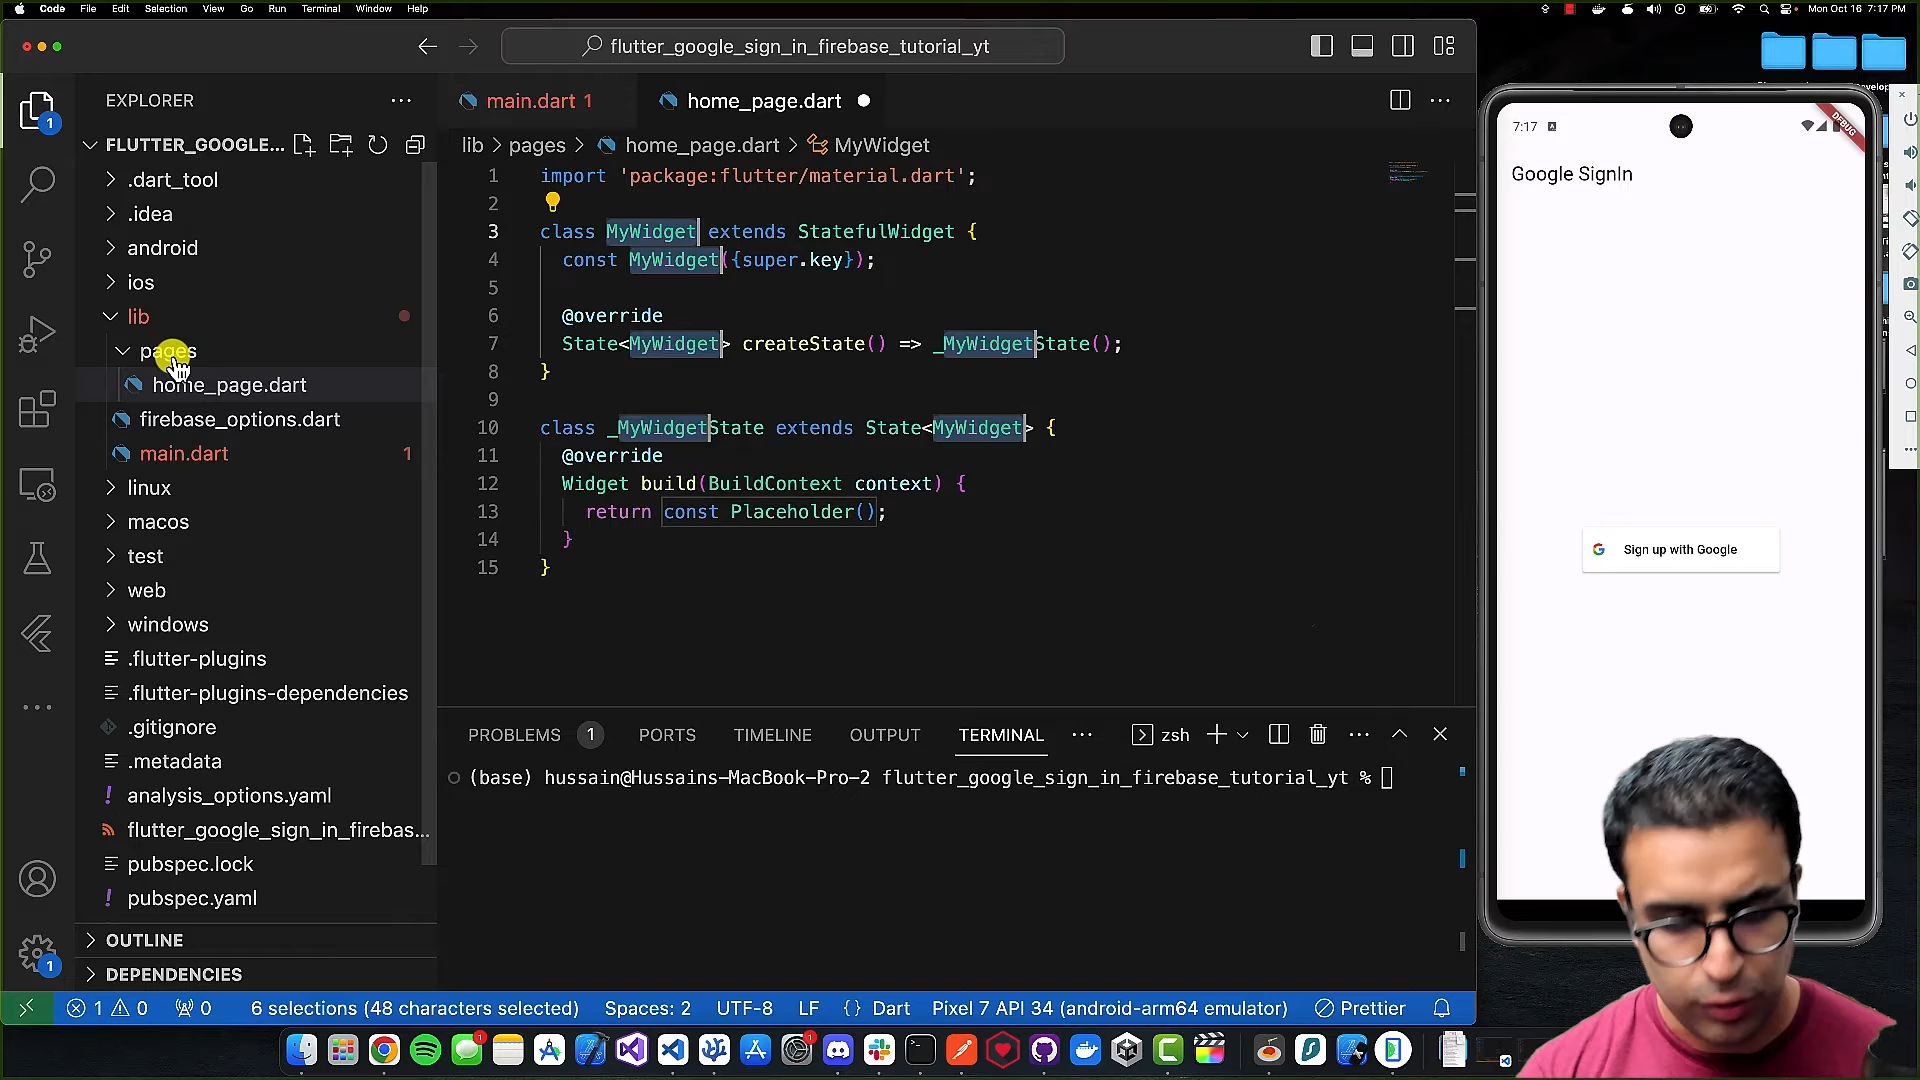 Code File Edit Selection View Go Run Terminal Window Help
Mon Oct 16 7:17 PM
flutter_google_sign_in_firebase_tutorial_yt
EXPLORER
1
main.dart 1
home_page.dart
FLUTTER_GOOGLE...
lib > pages > home_page.dart > MyWidget
.dart_tool
.idea
android
ios
lib
pages
home_page.dart
firebase_options.dart
main.dart 1
linux
macos
test
web
windows
.flutter-plugins
.flutter-plugins-dependencies
.gitignore
.metadata
analysis_options.yaml
flutter_google_sign_in_firebas...
pubspec.lock
pubspec.yaml
OUTLINE
DEPENDENCIES
1
1 import 'package:flutter/material.dart';
2
3 class MyWidget extends StatefulWidget {
4 const MyWidget({super.key});
5
6 @override
7 State<MyWidget> createState() => _MyWidgetState();
8 }
9
10 class _MyWidgetState extends State<MyWidget> {
11 @override
12 Widget build(BuildContext context) {
13 return const Placeholder();
14 }
15 }
PROBLEMS 1 PORTS TIMELINE OUTPUT TERMINAL zsh
(base) hussain@Hussains-MacBook-Pro-2 flutter_google_sign_in_firebase_tutorial_yt %
1 0 0 6 selections (48 characters selected) Spaces: 2 UTF-8 LF {} Dart Pixel 7 API 34 (android-arm64 emulator) Prettier
7:17
DEBUG
Google SignIn
Sign up with Google